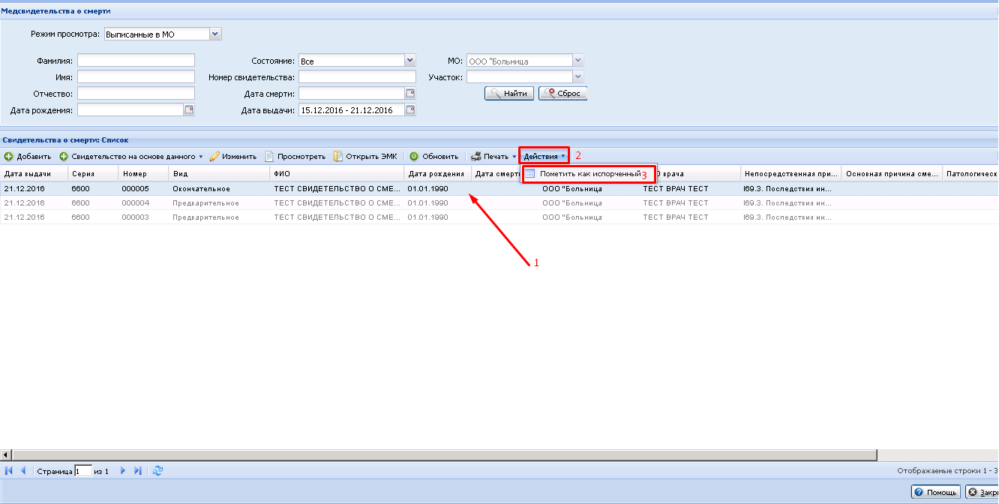 Медсвидетельства о смерти
Режим просмотра: Выписанные в МО
Фамилия: Состояние: Все МО: ООО "Больница
Имя: Номер свидетельства: Участок:
Отчество: Дата смерти: Найти Сброс
Дата рождения: Дата выдачи: 15.12.2016 - 21.12.2016
Свидетельства о смерти: Список
Добавить Свидетельство на основе данного Изменить Просмотреть Открыть ЭМК Обновить Печать Действия 2
Пометить как испорченный 3
Дата выдачи Серия Номер Вид ФИО Дата рождения Дата смерти врача Непосредственная при... Основная причина сме... Патологическ
21.12.2016 6600 000005 Окончательное ТЕСТ СВИДЕТЕЛЬСТВО О СМЕ... 01.01.1990 ООО "Больница ТЕСТ ВРАЧ ТЕСТ I69.3. Последствия ин...
21.12.2016 6600 000004 Предварительное ТЕСТ СВИДЕТЕЛЬСТВО О СМЕ... 01.01.1990 ООО "Больница ТЕСТ ВРАЧ ТЕСТ I69.3. Последствия ин...
21.12.2016 6600 000003 Предварительное ТЕСТ СВИДЕТЕЛЬСТВО О СМЕ... 01.01.1990 ООО "Больница ТЕСТ ВРАЧ ТЕСТ I69.3. Последствия ин...
1
Страница 1 из 1 Отображаемые строки 1 - 3
Помощь Закры